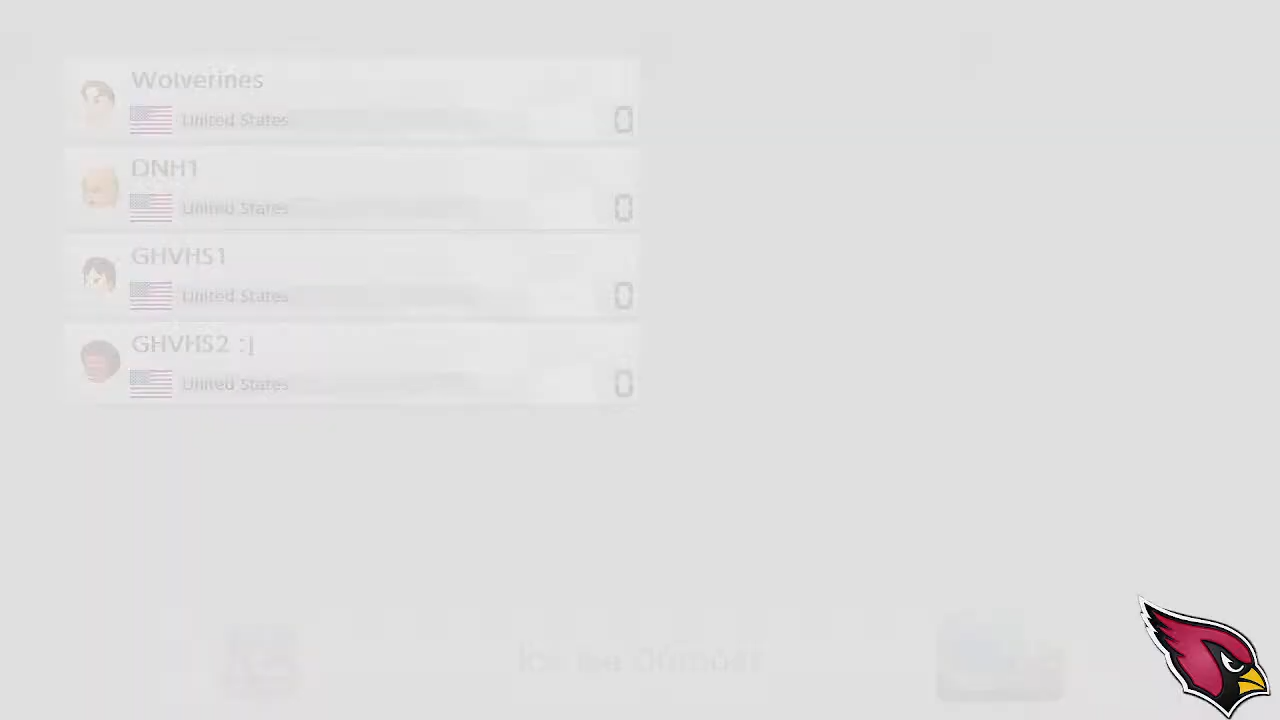 Wolverines
United States 0
DNH1
United States 0
GHVHS1
United States 0
GHVHS2 :]
United States 0